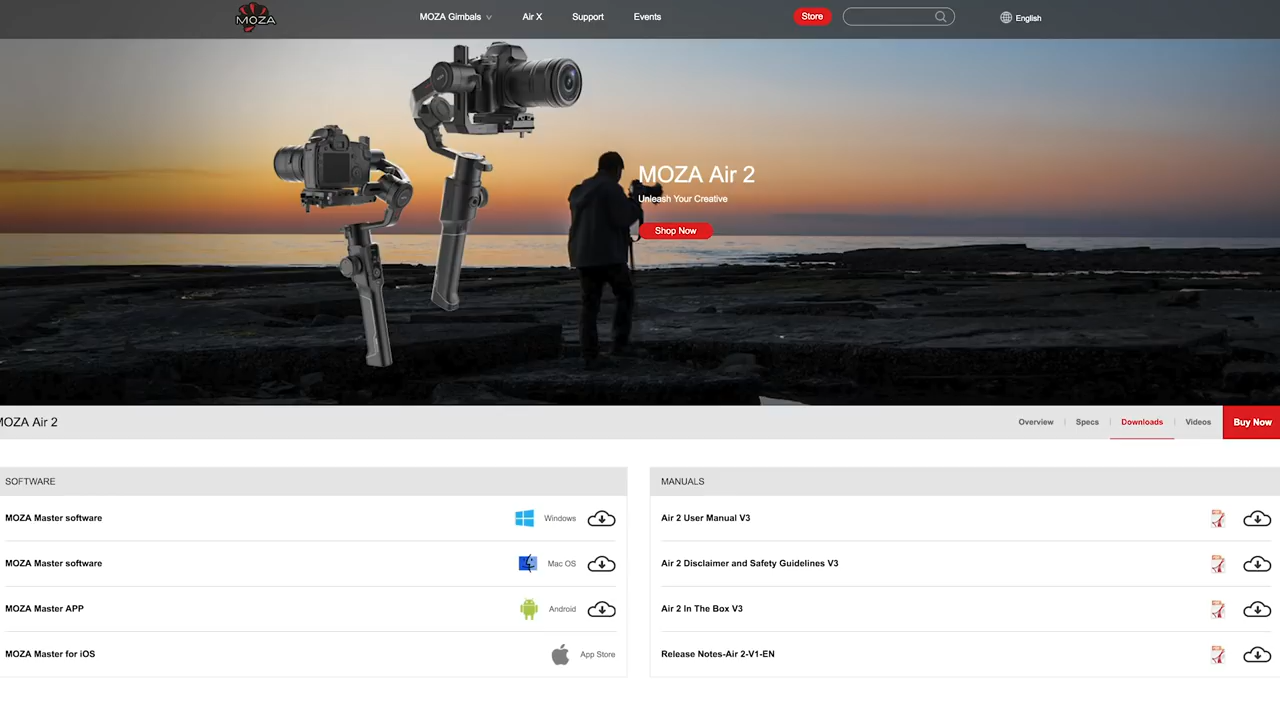 MOZA
MOZA Gimbals
Air X
Support
Events
Store
English
MOZA Air 2
Unleash Your Creative
Shop Now
MOZA Air 2
Overview
Specs
Downloads
Videos
Buy Now
SOFTWARE
MOZA Master software
Windows
MOZA Master software
Mac OS
MOZA Master APP
Android
MOZA Master for iOS
App Store
MANUALS
Air 2 User Manual V3
Air 2 Disclaimer and Safety Guidelines V3
Air 2 In The Box V3
Release Notes-Air 2-V1-EN